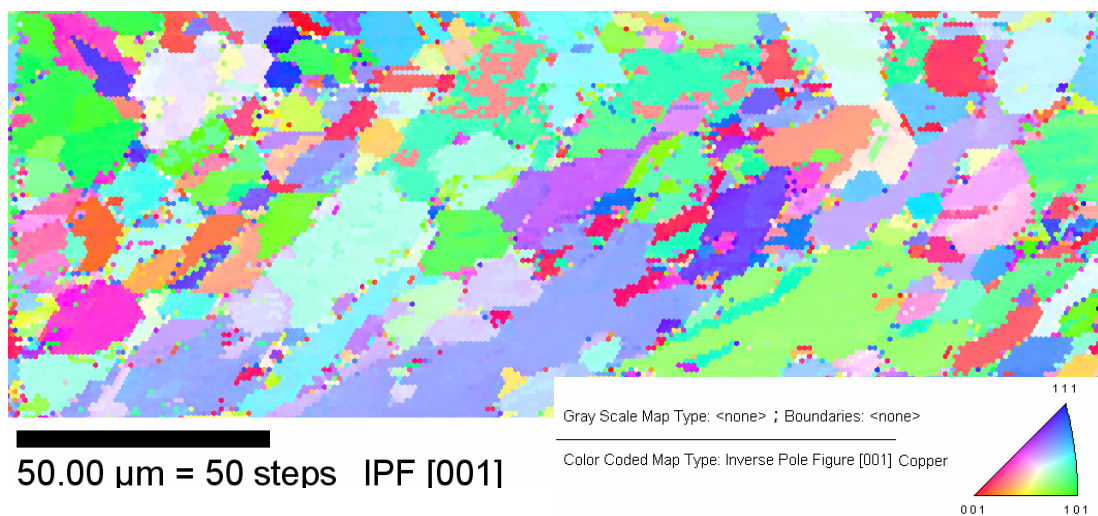 50.00 µm = 50 steps IPF [001]
Gray Scale Map Type: <none> ; Boundaries: <none>
Color Coded Map Type: Inverse Pole Figure [001] Copper
111
001
101